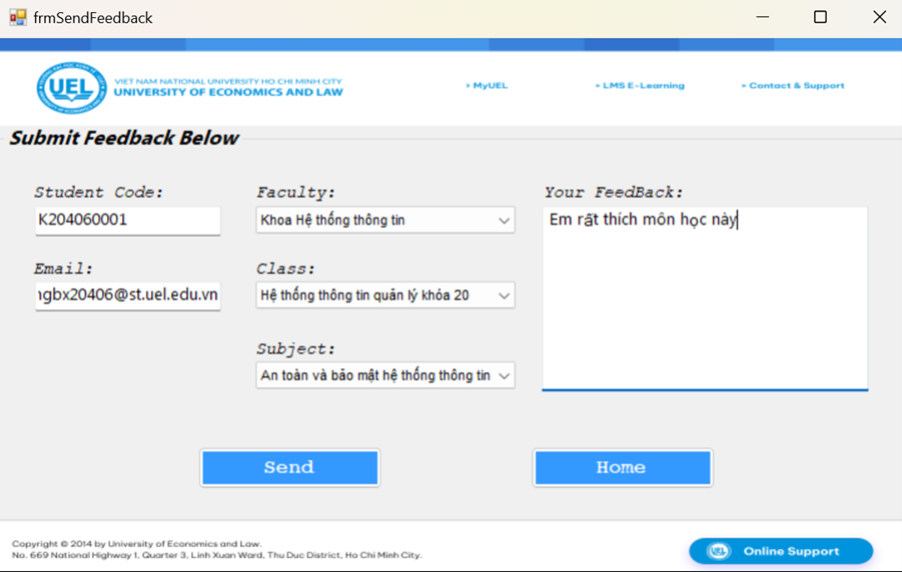 frmSendFeedback
UEL
VIET NAM NATIONAL UNIVERSITY HO CHI MINH CITY
UNIVERSITY OF ECONOMICS AND LAW
> MyUEL
> LMS E-Learning
> Contact & Support
Submit Feedback Below
Student Code:
K204060001
Email:
gbx20406@st.uel.edu.vn
Faculty:
Khoa Hệ thống thông tin
Class:
Hệ thống thông tin quản lý khóa 20
Subject:
An toàn và bảo mật hệ thống thông tin
Your FeedBack:
Em rất thích môn học này
Send
Home
Copyright © 2014 by University of Economics and Law.
No. 669 National Highway 1, Quarter 3, Linh Xuan Ward, Thu Duc District, Ho Chi Minh City.
UEL
Online Support